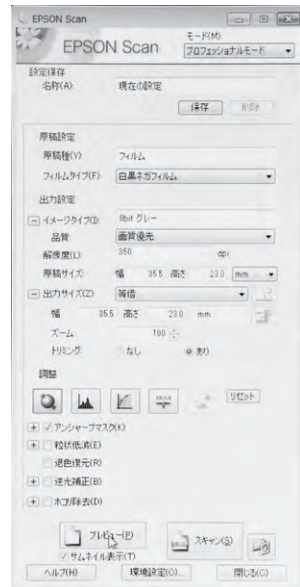 EPSON Scan
EPSON Scan
モード(M):
プロフェッショナルモード
設定保存
名称(A):
現在の設定
保存
削除
原稿設定
原稿種(Y):
フィルム
フィルムタイプ(F)
白黒ネガフィルム
出力設定
イメージタイプ(I)
8bit グレー
品質:
画質優先
解像度(L):
350
dpi
原稿サイズ:
幅 35.5 高さ 23.0 mm
出力サイズ(Z)
等倍
幅 35.5 高さ 23.0 mm
ズーム
100
トリミング:
なし
あり
調整
リセット
アンシャープマスク(K)
粒状低減(E)
退色復元(R)
逆光補正(B)
ホコリ除去(D)
プレビュー(P)
スキャン(S)
サムネイル表示(T)
ヘルプ(H)
環境設定(O)...
閉じる(C)